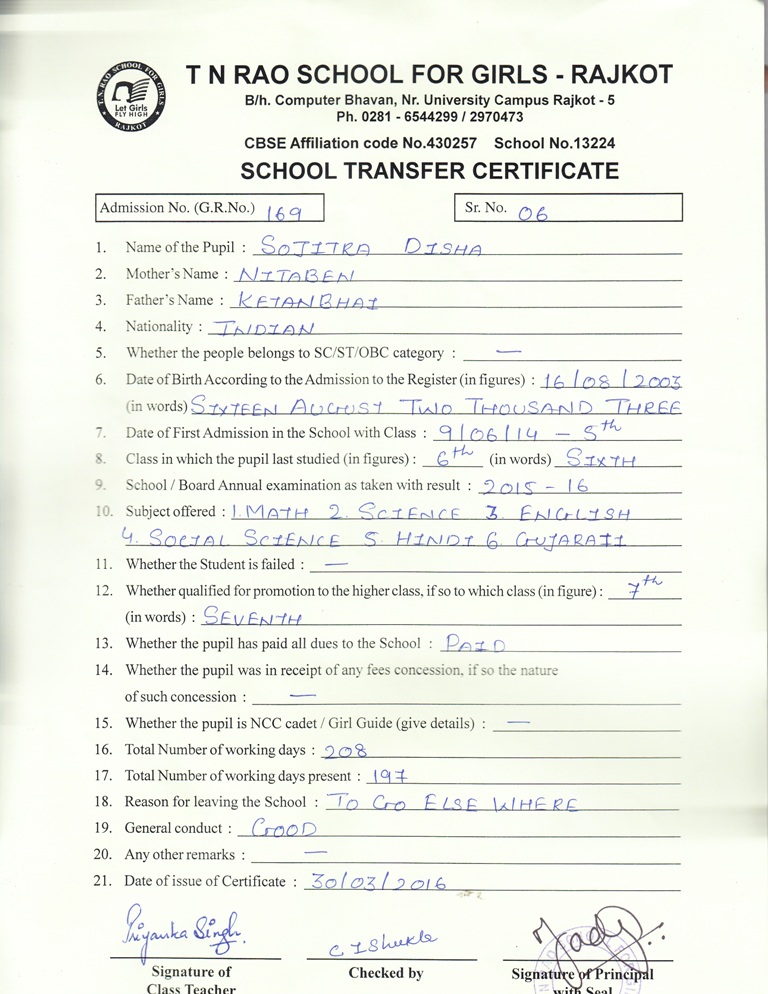 T. N. RAO SCHOOL FOR GIRLS
Let Girls
FLY HIGH
RAJKOT
T N RAO SCHOOL FOR GIRLS - RAJKOT
B/h. Computer Bhavan, Nr. University Campus Rajkot - 5
Ph. 0281 - 6544299 / 2970473
CBSE Affiliation code No.430257 School No.13224
SCHOOL TRANSFER CERTIFICATE
Admission No. (G.R.No.) 169 Sr. No. 06
1. Name of the Pupil : SOJITRA DISHA
2. Mother's Name : NITABEN
3. Father's Name : KETANBHAI
4. Nationality : INDIAN
5. Whether the people belongs to SC/ST/OBC category : —
6. Date of Birth According to the Admission to the Register (in figures) : 16/08/2003
(in words) SIXTEEN AUGUST TWO THOUSAND THREE
7. Date of First Admission in the School with Class : 9/06/14 - 5th
8. Class in which the pupil last studied (in figures) : 6th (in words) SIXTH
9. School / Board Annual examination as taken with result : 2015 - 16
10. Subject offered : 1. MATH 2. SCIENCE 3. ENGLISH
4. SOCIAL SCIENCE 5. HINDI 6. GUJARATI
11. Whether the Student is failed : —
12. Whether qualified for promotion to the higher class, if so to which class (in figure) : 7th
(in words) : SEVENTH
13. Whether the pupil has paid all dues to the School : PAID
14. Whether the pupil was in receipt of any fees concession, if so the nature
of such concession : —
15. Whether the pupil is NCC cadet / Girl Guide (give details) : —
16. Total Number of working days : 208
17. Total Number of working days present : 197
18. Reason for leaving the School : TO GO ELSE WHERE
19. General conduct : GOOD
20. Any other remarks : —
21. Date of issue of Certificate : 30/03/2016
Priyanka Singh C I Shukla
Signature of Checked by Signature of Principal
Class Teacher with Seal